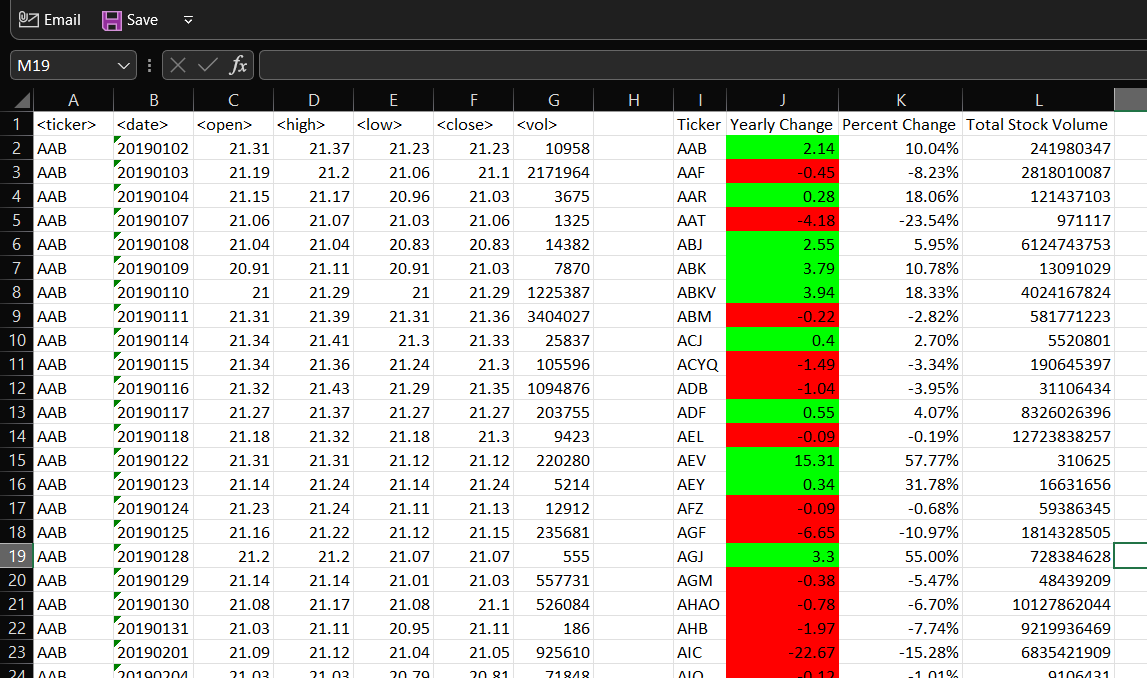 Email Save
M19 fx
A B C D E F G H I J K L
1 <ticker> <date> <open> <high> <low> <close> <vol> Ticker Yearly Change Percent Change Total Stock Volume
2 AAB 20190102 21.31 21.37 21.23 21.23 10958 AAB 2.14 10.04% 241980347
3 AAB 20190103 21.19 21.2 21.06 21.1 2171964 AAF -0.45 -8.23% 2818010087
4 AAB 20190104 21.15 21.17 20.96 21.03 3675 AAR 0.28 18.06% 121437103
5 AAB 20190107 21.06 21.07 21.03 21.06 1325 AAT -4.18 -23.54% 971117
6 AAB 20190108 21.04 21.04 20.83 20.83 14382 ABJ 2.55 5.95% 6124743753
7 AAB 20190109 20.91 21.11 20.91 21.03 7870 ABK 3.79 10.78% 13091029
8 AAB 20190110 21 21.29 21 21.29 1225387 ABKV 3.94 18.33% 4024167824
9 AAB 20190111 21.31 21.39 21.31 21.36 3404027 ABM -0.22 -2.82% 581771223
10 AAB 20190114 21.34 21.41 21.3 21.33 25837 ACJ 0.4 2.70% 5520801
11 AAB 20190115 21.34 21.36 21.24 21.3 105596 ACYQ -1.49 -3.34% 190645397
12 AAB 20190116 21.32 21.43 21.29 21.35 1094876 ADB -1.04 -3.95% 31106434
13 AAB 20190117 21.27 21.37 21.27 21.27 203755 ADF 0.55 4.07% 8326026396
14 AAB 20190118 21.18 21.32 21.18 21.3 9423 AEL -0.09 -0.19% 12723838257
15 AAB 20190122 21.31 21.31 21.12 21.12 220280 AEV 15.31 57.77% 310625
16 AAB 20190123 21.14 21.24 21.14 21.24 5214 AEY 0.34 31.78% 16631656
17 AAB 20190124 21.23 21.24 21.11 21.13 12912 AFZ -0.09 -0.68% 59386345
18 AAB 20190125 21.16 21.22 21.12 21.15 235681 AGF -6.65 -10.97% 1814328505
19 AAB 20190128 21.2 21.2 21.07 21.07 555 AGJ 3.3 55.00% 728384628
20 AAB 20190129 21.14 21.14 21.01 21.03 557731 AGM -0.38 -5.47% 48439209
21 AAB 20190130 21.08 21.17 21.08 21.1 526084 AHAO -0.78 -6.70% 10127862044
22 AAB 20190131 21.03 21.11 20.95 21.11 186 AHB -1.97 -7.74% 9219936469
23 AAB 20190201 21.09 21.12 21.04 21.05 925610 AIC -22.67 -15.28% 6835421909
24 AAB 20190204 21.03 21.03 20.79 20.81 71848 -0.12 -1.01% 9106431